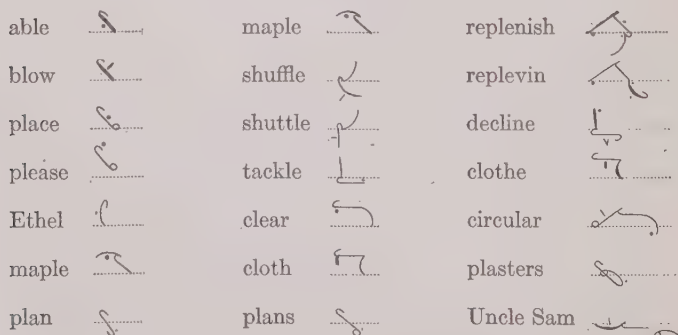 able maple replenish
blow shuffle replevin
place shuttle decline
please tackle clothe
Ethel clear circular
maple cloth plasters
plan plans Uncle Sam